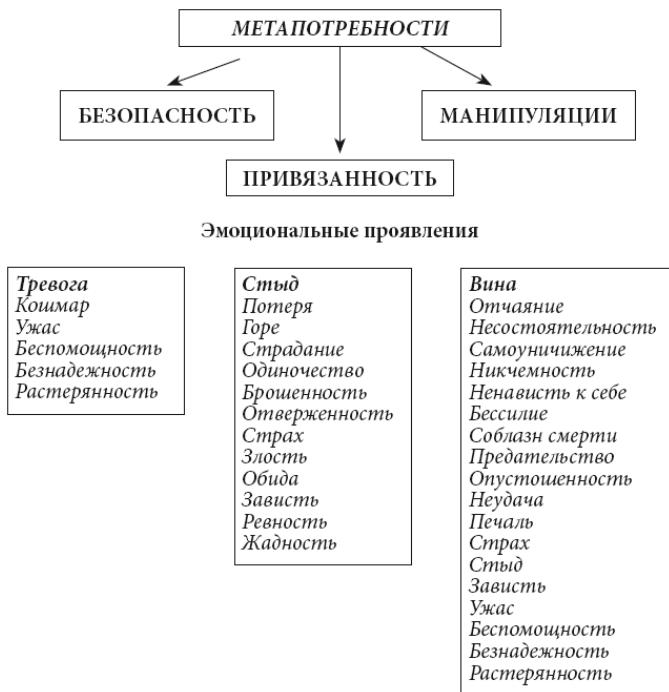 МЕТАПОТРЕБНОСТИ
БЕЗОПАСНОСТЬ
МАНИПУЛЯЦИИ
ПРИВЯЗАННОСТЬ
Эмоциональные проявления
Тревога
Кошмар
Ужас
Беспомощность
Безнадежность
Растерянность
Стыд
Потеря
Горе
Страдание
Одиночество
Брошенность
Отверженность
Страх
Злость
Обида
Зависть
Ревность
Жадность
Вина
Отчаяние
Несостоятельность
Самоуничижение
Никчемность
Ненависть к себе
Бессилие
Соблазн смерти
Предательство
Опустошенность
Неудача
Печаль
Страх
Стыд
Зависть
Ужас
Беспомощность
Безнадежность
Растерянность